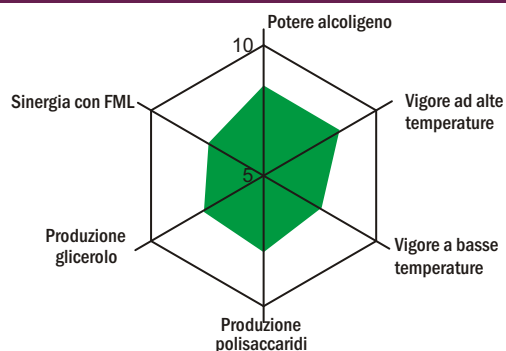 Potere alcoligeno
10
Sinergia con FML
Vigore ad alte
temperature
5
Produzione
glicerolo
Vigore a basse
temperature
Produzione
polisaccaridi